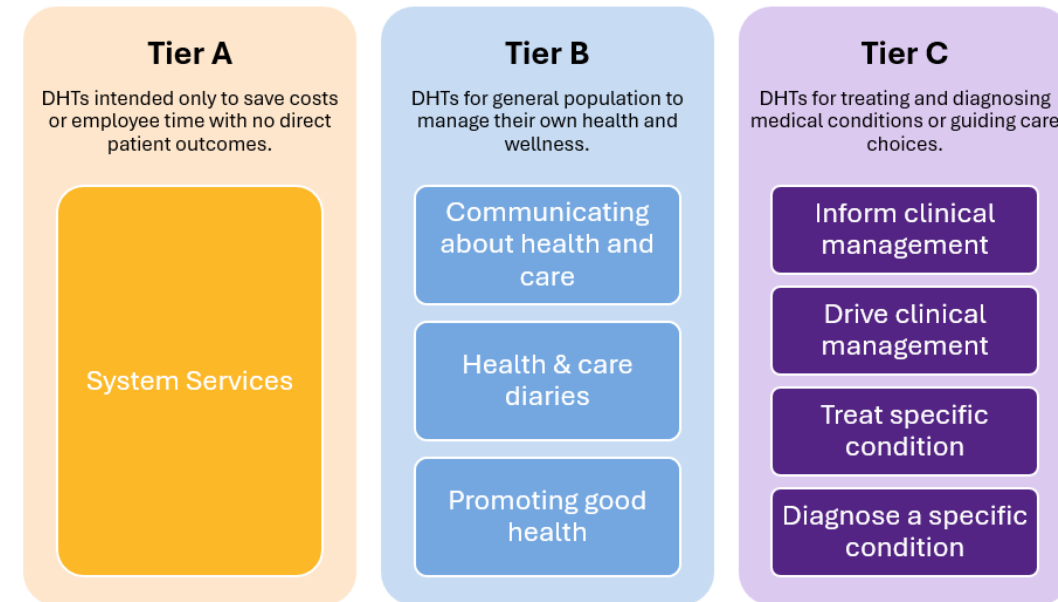 Tier A
DHTs intended only to save costs
or employee time with no direct
patient outcomes.
System Services
Tier B
DHTs for general population to
manage their own health and
wellness.
Communicating
about health and
care
Health & care
diaries
Promoting good
health
Tier C
DHTs for treating and diagnosing
medical conditions or guiding care
choices.
Inform clinical
management
Drive clinical
management
Treat specific
condition
Diagnose a specific
condition